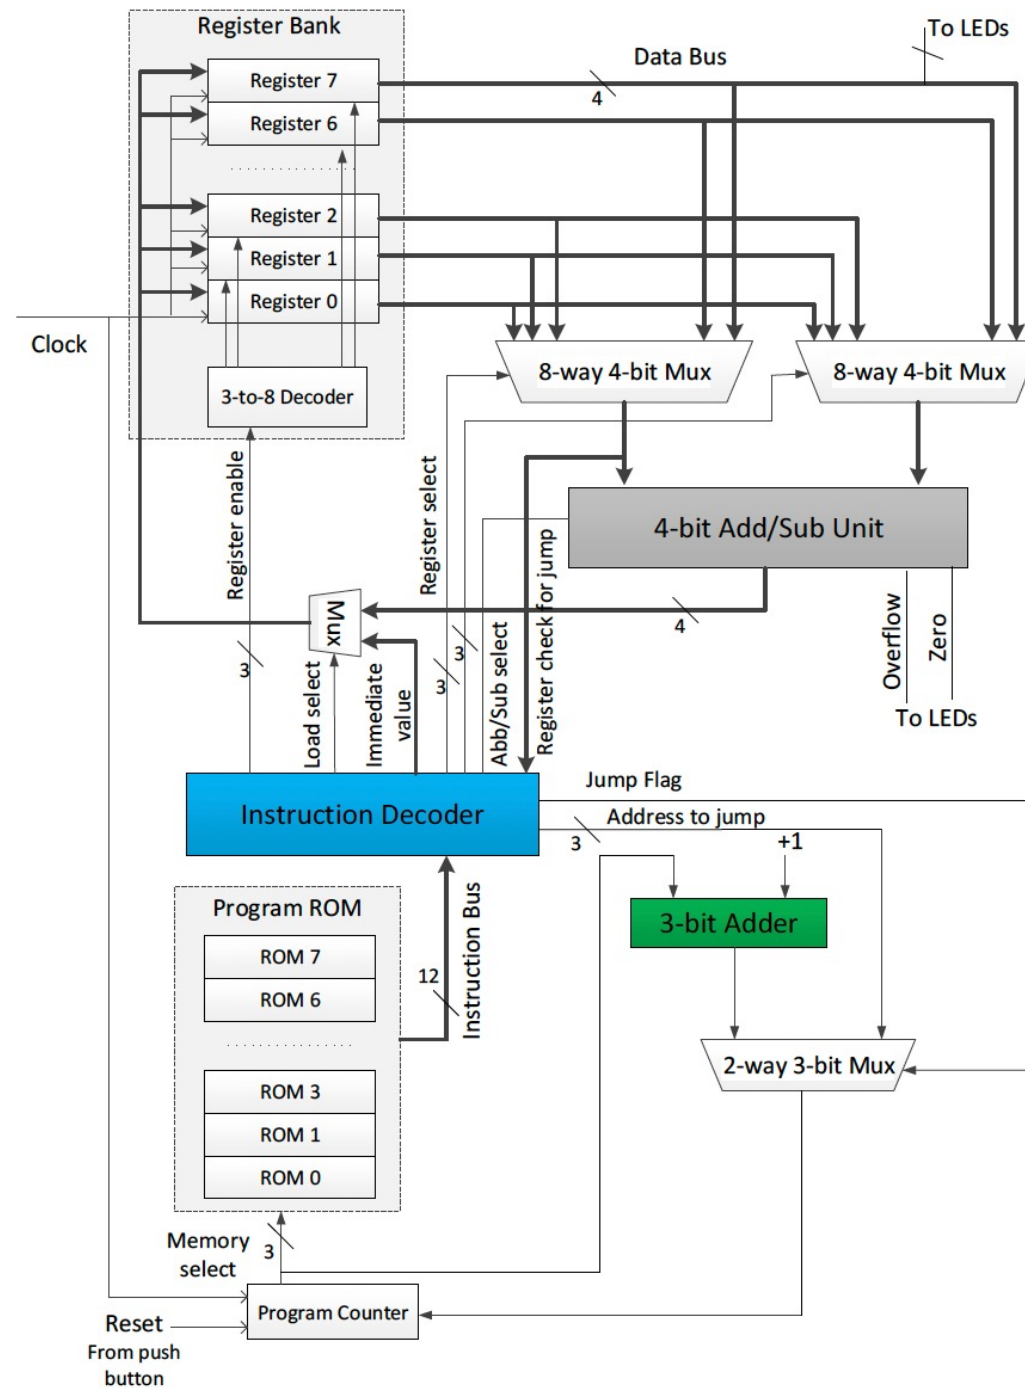 Register Bank
To LEDs
Data Bus
Register 7
4
Register 6
Register 2
Register 1
Register 0
Clock
8-way 4-bit Mux
8-way 4-bit Mux
3-to-8 Decoder
Register enable
Register select
4-bit Add/Sub Unit
Mux
4
3
3
3
Load select
Immediate
value
Abb/Sub select
Register check for jump
Overflow
Zero
To LEDs
Jump Flag
Instruction Decoder
Address to jump
3
+1
Program ROM
Instruction Bus
12
3-bit Adder
ROM 7
ROM 6
2-way 3-bit Mux
ROM 3
ROM 1
ROM 0
Memory
select
3
Program Counter
Reset
From push
button